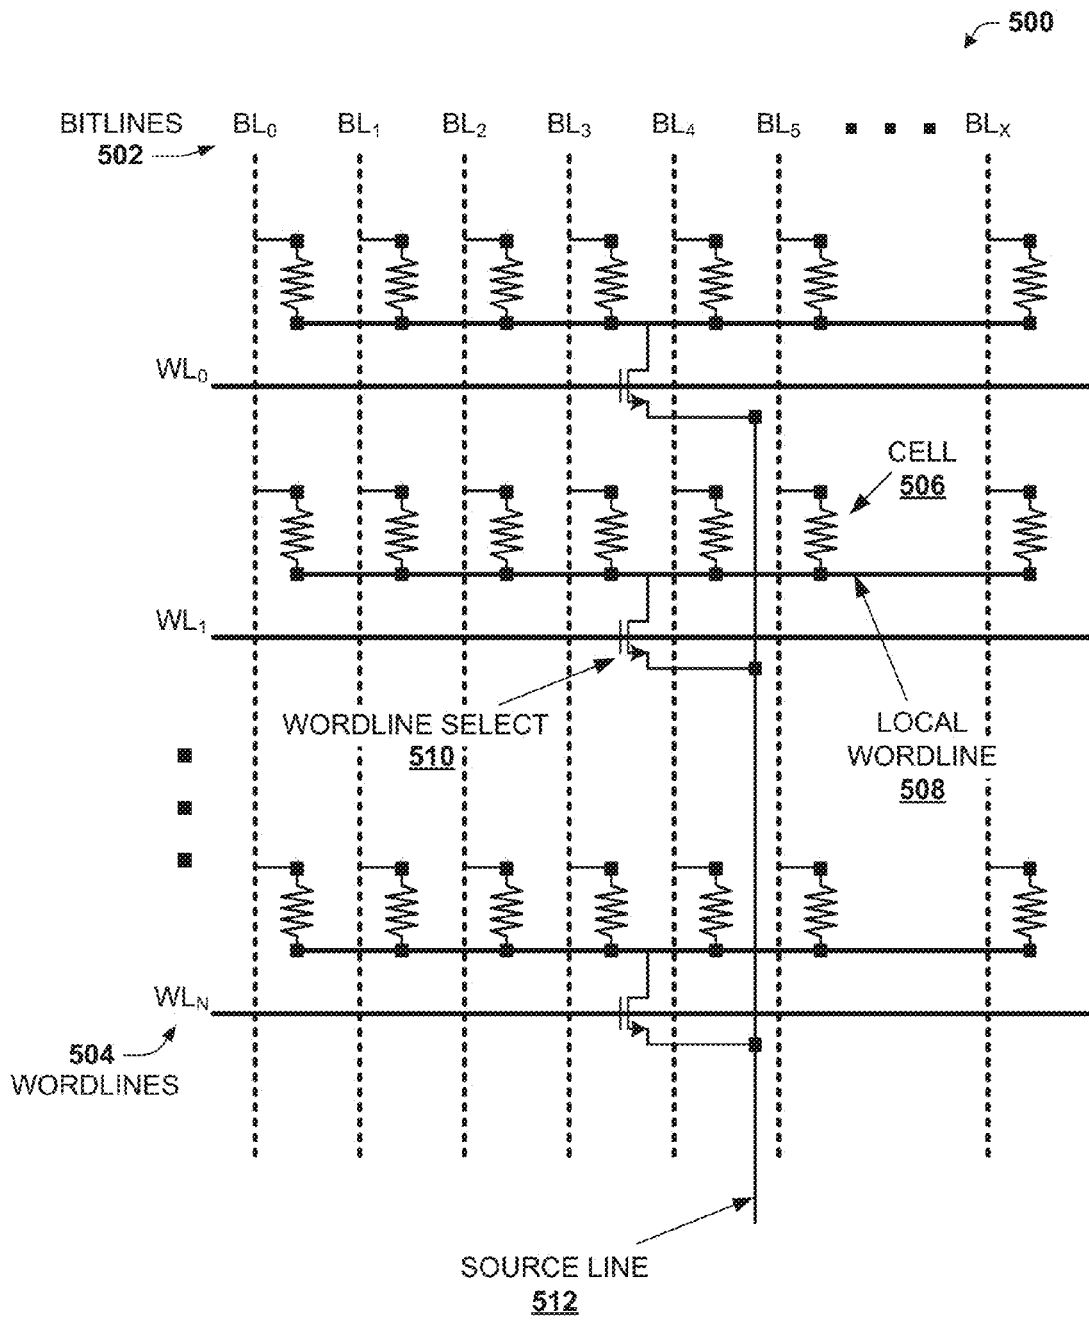 500
BITLINES
502
BL₀ BL₁ BL₂ BL₃ BL₄ BL₅ BLₓ
WL₀
CELL
506
WL₁
WORDLINE SELECT
510
LOCAL
WORDLINE
508
WL_N
504
WORDLINES
SOURCE LINE
512